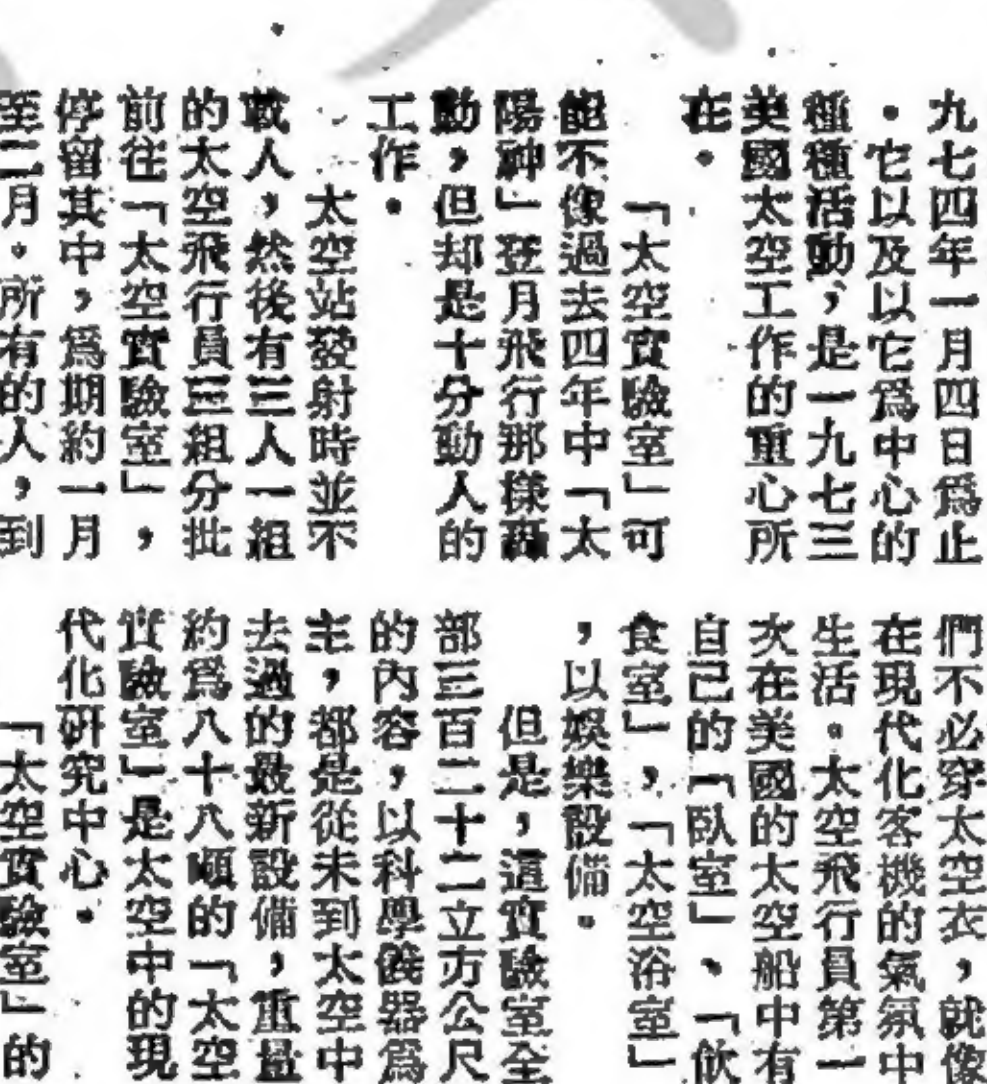 九七四年一月四日爲止
。它以及以它爲中心的
種種活動，是一九七三
美國太空工作的重心所
在。
「太空實驗室」可
能不像過去四年中「太
陽神」登月飛行那樣轟
動，但却是十分動人的
工作。
太空站發射時並不
載人，然後有三人一組
的太空飛行員三組分批
前往「太空實驗室」，
停留其中，爲期約一月
至二月。所有的人，到
們不必穿太空衣，就像
在現代化客機的氣氛中
生活。太空飛行員第一
次在美國的太空船中有
自己的「臥室」、「飲
食室」，「太空浴室」
，以娛樂設備。
但是，這實驗室全
部三百二十二立方公尺
的內容，以科學儀器爲
主，都是從未到太空中
去過的最新設備，重量
約爲八十八順的「太空
實驗室」是太空中的現
代化研究中心。
「太空實驗室」的